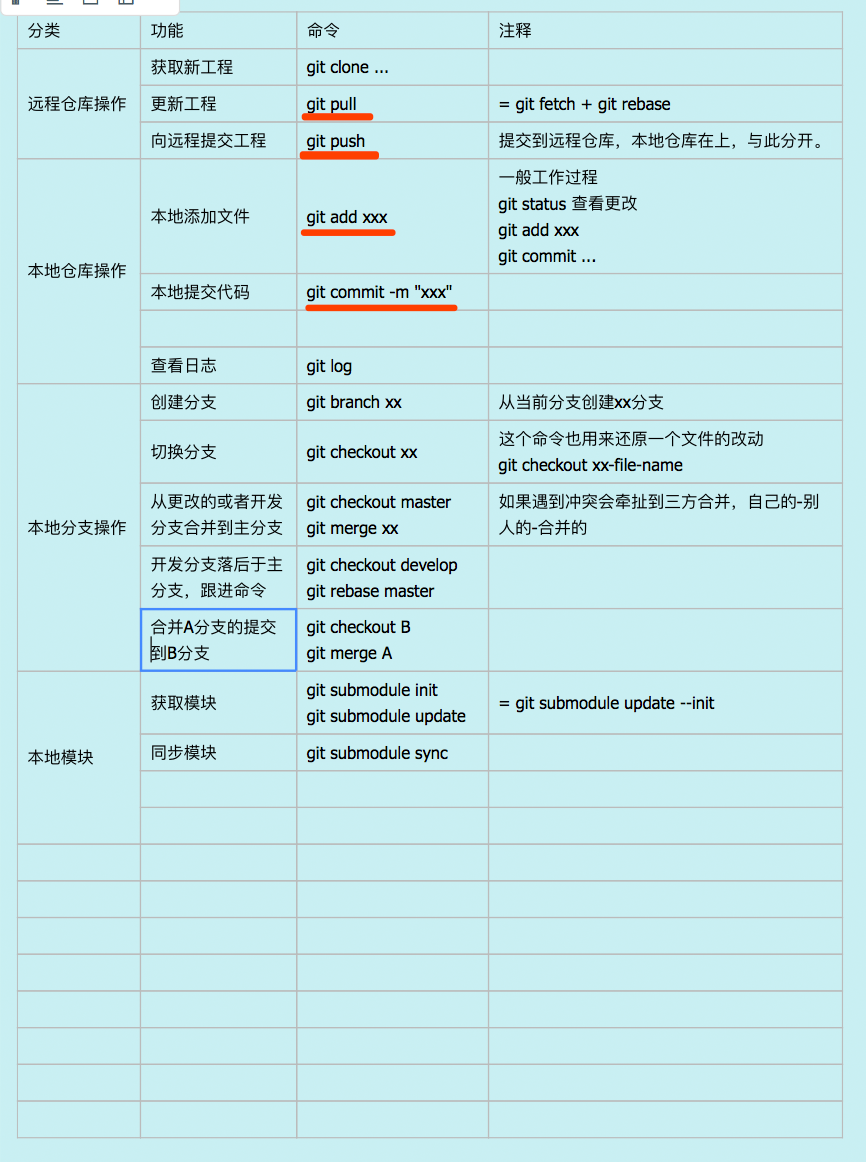 分类 功能 命令 注释
远程仓库操作 获取新工程 git clone ...
更新工程 git pull = git fetch + git rebase
向远程提交工程 git push 提交到远程仓库，本地仓库在上，与此分开。
本地仓库操作 本地添加文件 git add xxx 一般工作过程
git status 查看更改
git add xxx
git commit ...
本地提交代码 git commit -m "xxx"
查看日志 git log
本地分支操作 创建分支 git branch xx 从当前分支创建xx分支
切换分支 git checkout xx 这个命令也用来还原一个文件的改动
git checkout xx-file-name
从更改的或者开发 git checkout master 如果遇到冲突会牵扯到三方合并，自己的-别
分支合并到主分支 git merge xx 人的-合并的
开发分支落后于主 git checkout develop
分支，跟进命令 git rebase master
合并A分支的提交 git checkout B
到B分支 git merge A
本地模块 获取模块 git submodule init = git submodule update --init
git submodule update
同步模块 git submodule sync